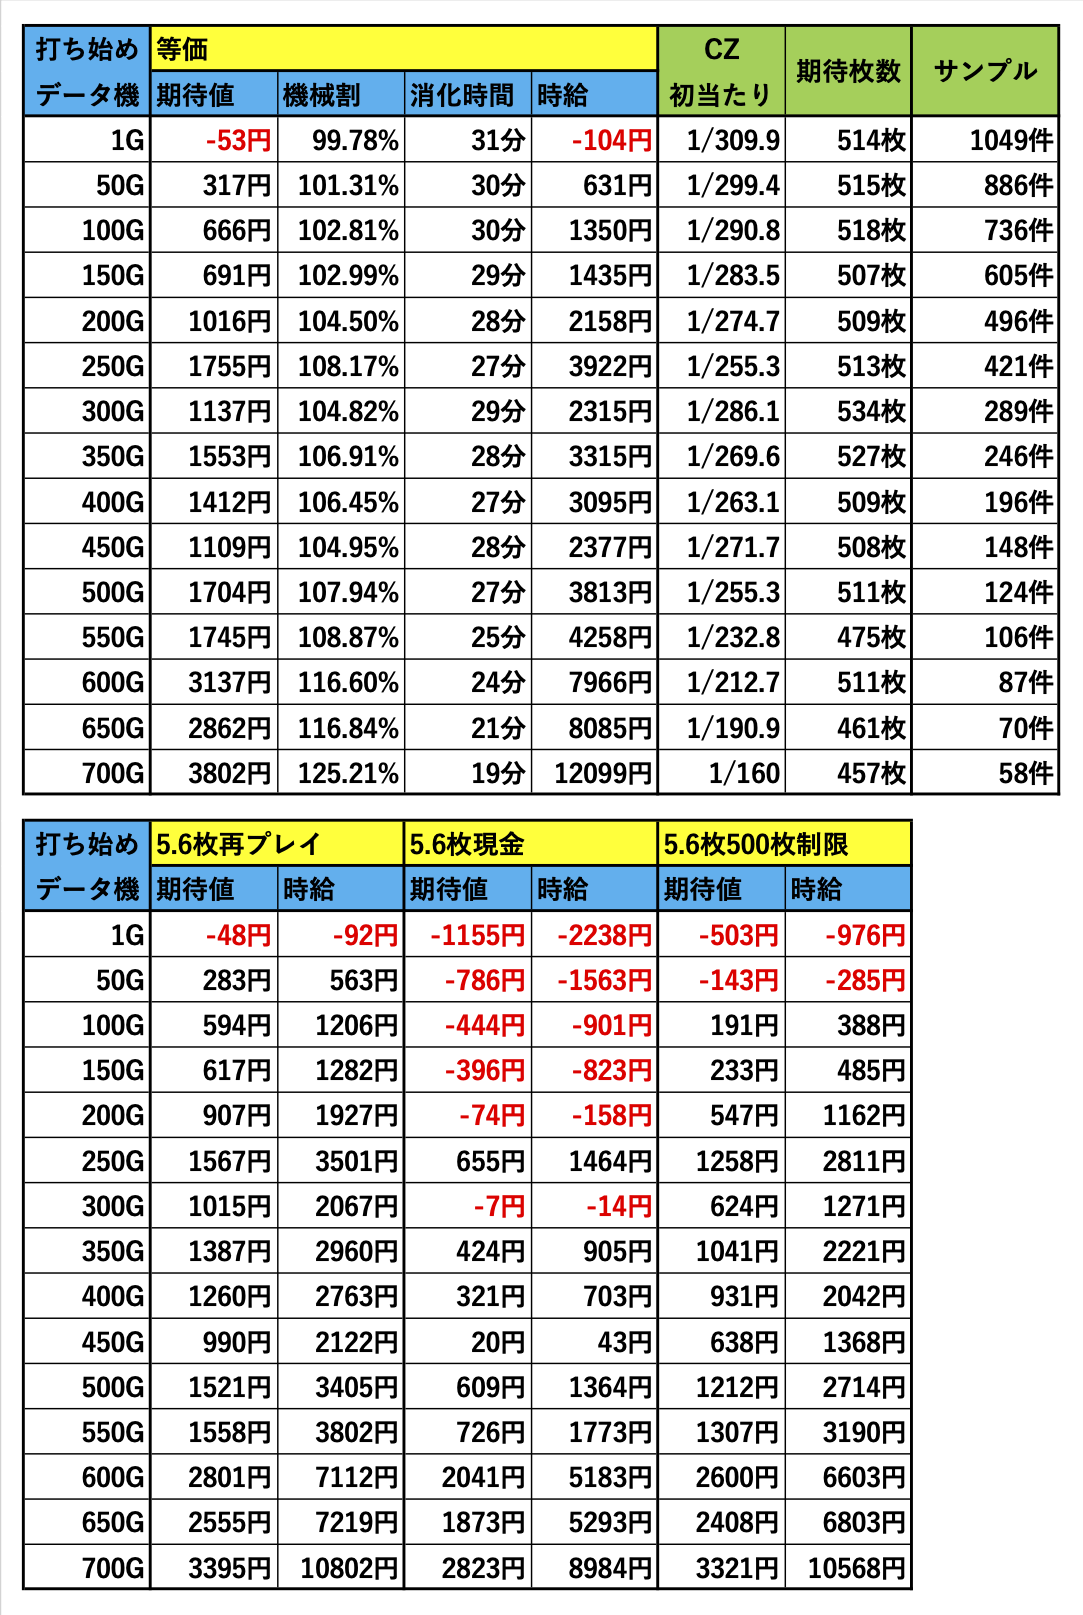 打ち始め 等価 CZ 期待枚数 サンプル
データ機 期待値 機械割 消化時間 時給 初当たり
1G -53円 99.78% 31分 -104円 1/309.9 514枚 1049件
50G 317円 101.31% 30分 631円 1/299.4 515枚 886件
100G 666円 102.81% 30分 1350円 1/290.8 518枚 736件
150G 691円 102.99% 29分 1435円 1/283.5 507枚 605件
200G 1016円 104.50% 28分 2158円 1/274.7 509枚 496件
250G 1755円 108.17% 27分 3922円 1/255.3 513枚 421件
300G 1137円 104.82% 29分 2315円 1/286.1 534枚 289件
350G 1553円 106.91% 28分 3315円 1/269.6 527枚 246件
400G 1412円 106.45% 27分 3095円 1/263.1 509枚 196件
450G 1109円 104.95% 28分 2377円 1/271.7 508枚 148件
500G 1704円 107.94% 27分 3813円 1/255.3 511枚 124件
550G 1745円 108.87% 25分 4258円 1/232.8 475枚 106件
600G 3137円 116.60% 24分 7966円 1/212.7 511枚 87件
650G 2862円 116.84% 21分 8085円 1/190.9 461枚 70件
700G 3802円 125.21% 19分 12099円 1/160 457枚 58件
打ち始め 5.6枚再プレイ 5.6枚現金 5.6枚500枚制限
データ機 期待値 時給 期待値 時給 期待値 時給
1G -48円 -92円 -1155円 -2238円 -503円 -976円
50G 283円 563円 -786円 -1563円 -143円 -285円
100G 594円 1206円 -444円 -901円 191円 388円
150G 617円 1282円 -396円 -823円 233円 485円
200G 907円 1927円 -74円 -158円 547円 1162円
250G 1567円 3501円 655円 1464円 1258円 2811円
300G 1015円 2067円 -7円 -14円 624円 1271円
350G 1387円 2960円 424円 905円 1041円 2221円
400G 1260円 2763円 321円 703円 931円 2042円
450G 990円 2122円 20円 43円 638円 1368円
500G 1521円 3405円 609円 1364円 1212円 2714円
550G 1558円 3802円 726円 1773円 1307円 3190円
600G 2801円 7112円 2041円 5183円 2600円 6603円
650G 2555円 7219円 1873円 5293円 2408円 6803円
700G 3395円 10802円 2823円 8984円 3321円 10568円